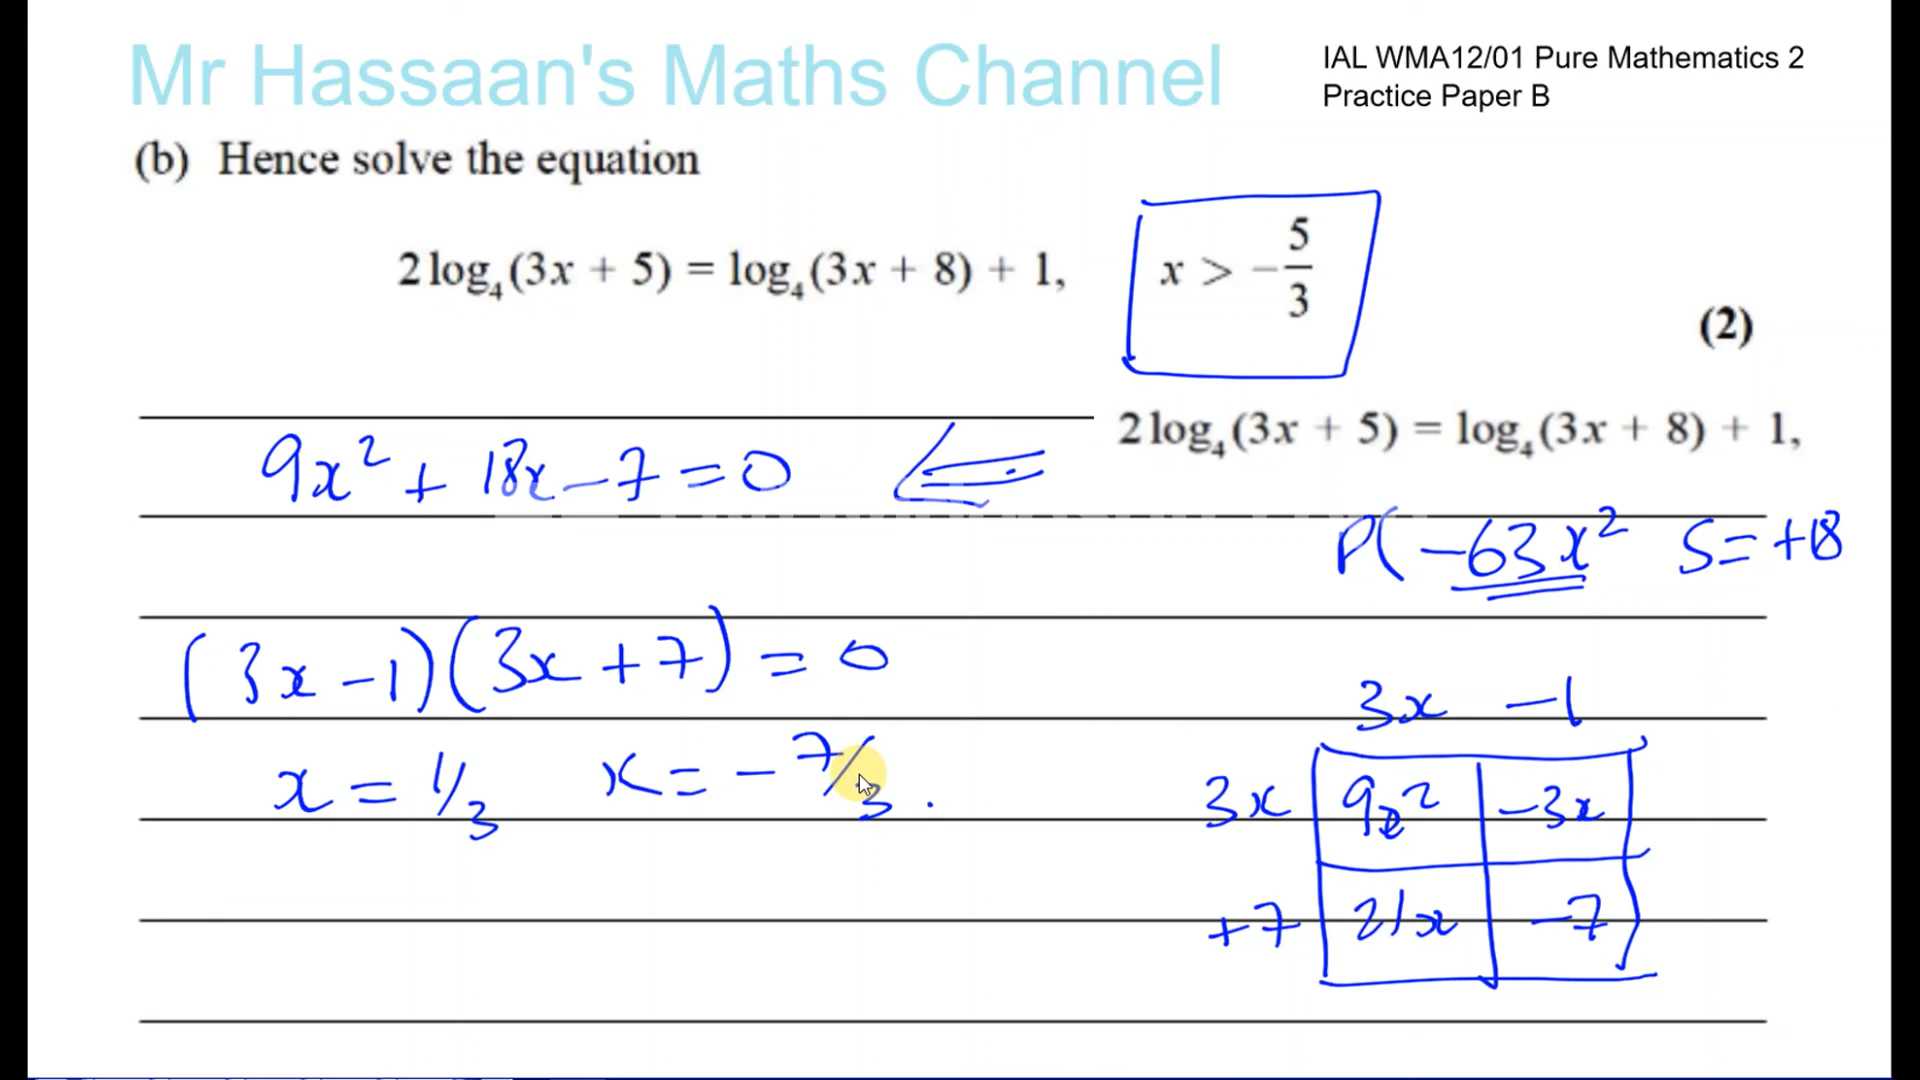 Mr Hassaan's Maths Channel
IAL WMA12/01 Pure Mathematics 2
Practice Paper B
(b) Hence solve the equation
2 log₄(3x + 5) = log₄(3x + 8) + 1,    x > −5/3
(2)
2 log₄(3x + 5) = log₄(3x + 8) + 1,
9x² + 18x − 7 = 0
P( −63x²  S = +18
(3x − 1)(3x + 7) = 0
x = 1/3  x = − 7/3 .
3x  −1
3x  9x²  −3x
+7  21x  −7